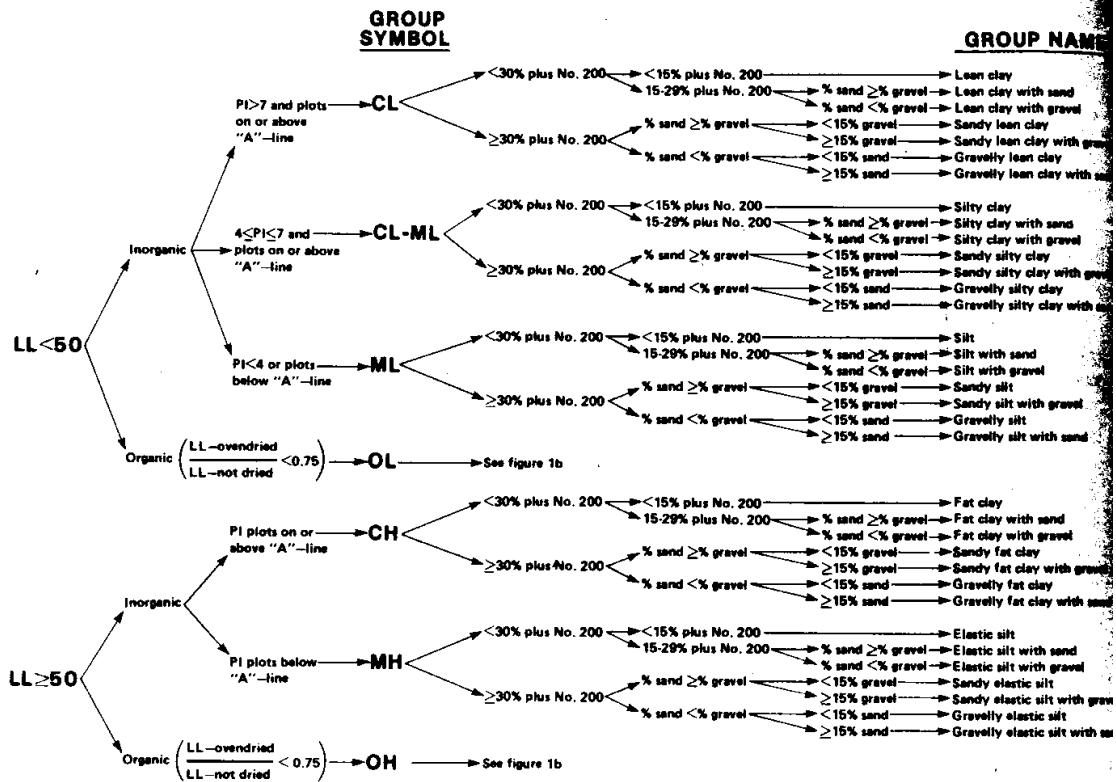 GROUP SYMBOL
GROUP NAM
<30% plus No. 200 <15% plus No. 200 Lean clay
PI>7 and plots on or above "A"–line CL 15-29% plus No. 200 % sand ≥% gravel Lean clay with sand
% sand <% gravel Lean clay with gravel
≥30% plus No. 200 % sand ≥% gravel <15% gravel Sandy lean clay
≥15% gravel Sandy lean clay with grav
% sand <% gravel <15% sand Gravelly lean clay
≥15% sand Gravelly lean clay with
<30% plus No. 200 <15% plus No. 200 Silty clay
Inorganic 4≤PI≤7 and plots on or above "A"–line CL-ML 15-29% plus No. 200 % sand ≥% gravel Silty clay with sand
% sand <% gravel Silty clay with gravel
≥30% plus No. 200 % sand ≥% gravel <15% gravel Sandy silty clay
≥15% gravel Sandy silty clay with
% sand <% gravel <15% sand Gravelly silty clay
≥15% sand Gravelly silty clay with
LL<50
<30% plus No. 200 <15% plus No. 200 Silt
PI<4 or plots below "A"–line ML 15-29% plus No. 200 % sand ≥% gravel Silt with sand
% sand <% gravel Silt with gravel
≥30% plus No. 200 % sand ≥% gravel <15% gravel Sandy silt
≥15% gravel Sandy silt with gravel
% sand <% gravel <15% sand Gravelly silt
≥15% sand Gravelly silt with sand
Organic (LL–ovendried / LL–not dried <0.75) OL See figure 1b
<30% plus No. 200 <15% plus No. 200 Fat clay
PI plots on or above "A"–line CH 15-29% plus No. 200 % sand ≥% gravel Fat clay with sand
% sand <% gravel Fat clay with gravel
≥30% plus No. 200 % sand ≥% gravel <15% gravel Sandy fat clay
≥15% gravel Sandy fat clay with gravel
% sand <% gravel <15% sand Gravelly fat clay
≥15% sand Gravelly fat clay with sand
Inorganic
LL≥50
<30% plus No. 200 <15% plus No. 200 Elastic silt
PI plots below "A"–line MH 15-29% plus No. 200 % sand ≥% gravel Elastic silt with sand
% sand <% gravel Elastic silt with gravel
≥30% plus No. 200 % sand ≥% gravel <15% gravel Sandy elastic silt
≥15% gravel Sandy elastic silt with grav
% sand <% gravel <15% sand Gravelly elastic silt
≥15% sand Gravelly elastic silt with
Organic (LL–ovendried / LL–not dried <0.75) OH See figure 1b